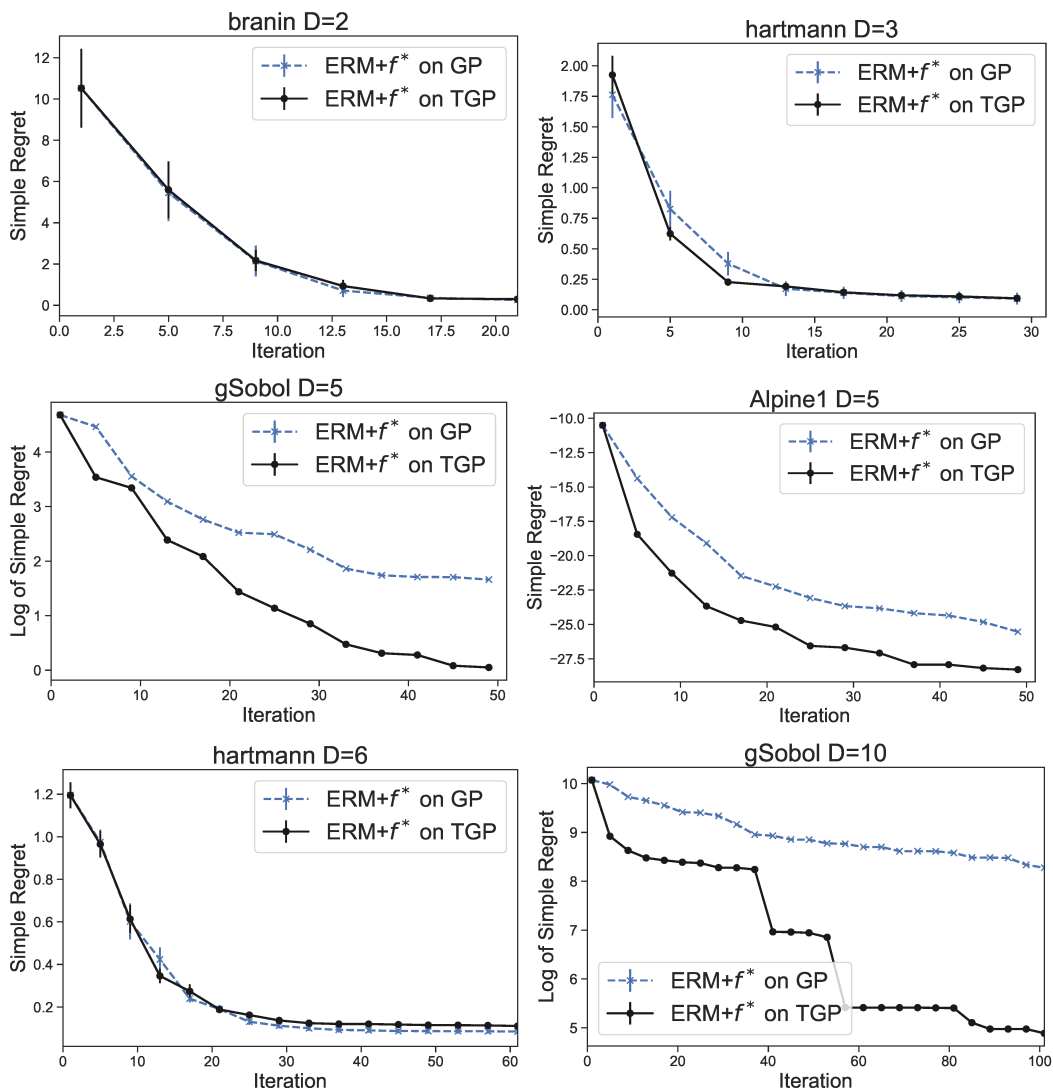 branin D=2
12
10
8
6
4
2
0
Simple Regret
ERM+f* on GP
ERM+f* on TGP
0.0 2.5 5.0 7.5 10.0 12.5 15.0 17.5 20.0
Iteration
hartmann D=3
2.00
1.75
1.50
1.25
1.00
0.75
0.50
0.25
0.00
Simple Regret
ERM+f* on GP
ERM+f* on TGP
0 5 10 15 20 25 30
Iteration
gSobol D=5
4
3
2
1
0
Log of Simple Regret
ERM+f* on GP
ERM+f* on TGP
0 10 20 30 40 50
Iteration
Alpine1 D=5
−10.0
−12.5
−15.0
−17.5
−20.0
−22.5
−25.0
−27.5
Simple Regret
ERM+f* on GP
ERM+f* on TGP
0 10 20 30 40 50
Iteration
hartmann D=6
1.2
1.0
0.8
0.6
0.4
0.2
Simple Regret
ERM+f* on GP
ERM+f* on TGP
0 10 20 30 40 50 60
Iteration
gSobol D=10
10
9
8
7
6
5
Log of Simple Regret
ERM+f* on GP
ERM+f* on TGP
0 20 40 60 80 100
Iteration